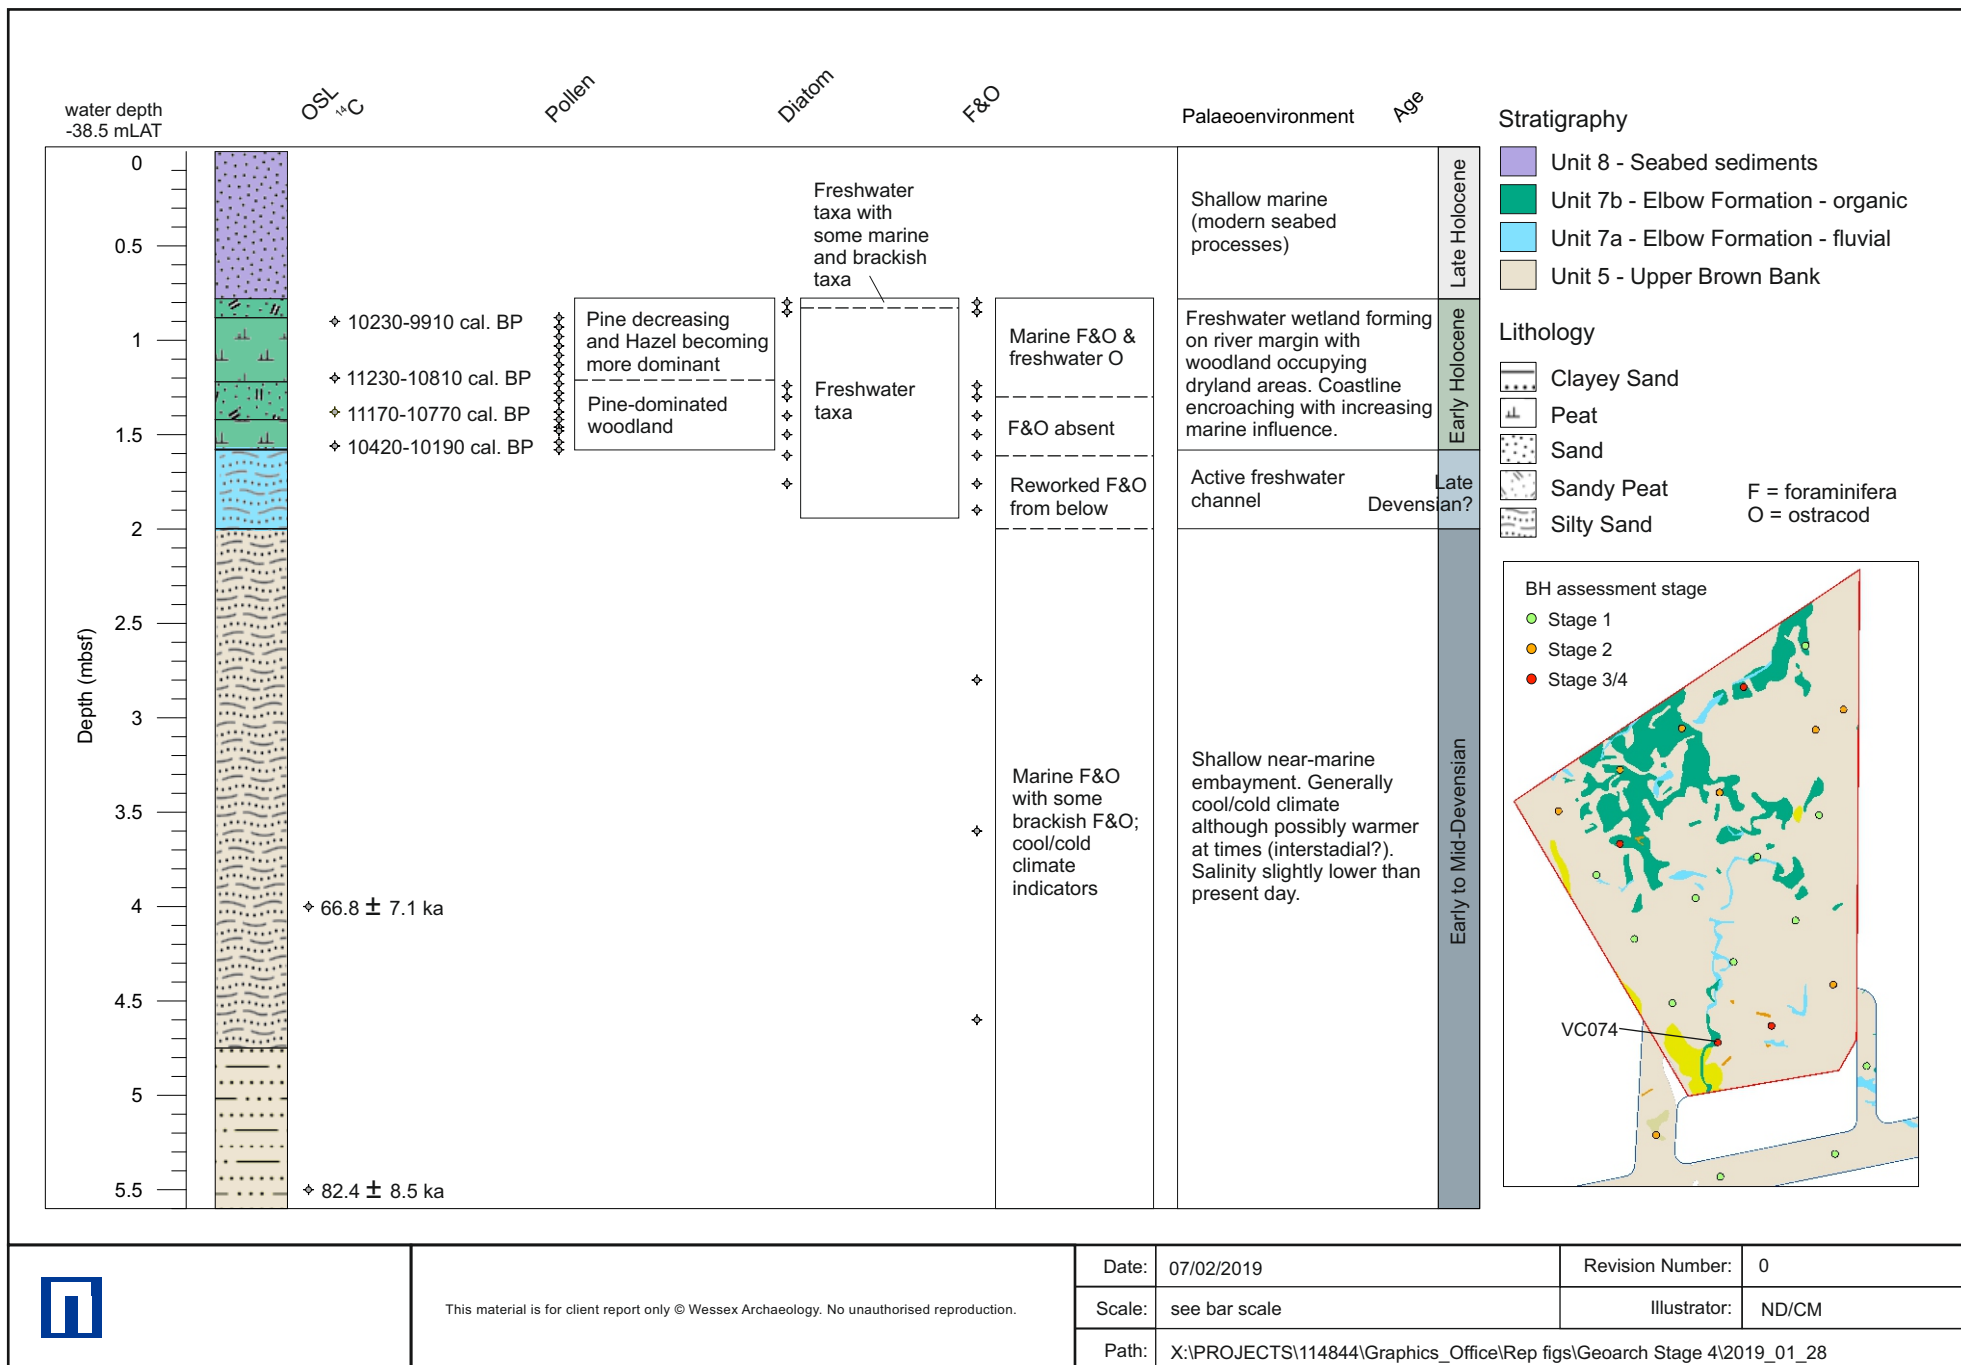 water depth
-38.5 mLAT
OSL
14C
Pollen
Diatom
F&O
Palaeoenvironment
Age
Depth (mbsf)
0
0.5
1
1.5
2
2.5
3
3.5
4
4.5
5
5.5
10230-9910 cal. BP
11230-10810 cal. BP
11170-10770 cal. BP
10420-10190 cal. BP
66.8 ± 7.1 ka
82.4 ± 8.5 ka
Pine decreasing
and Hazel becoming
more dominant
Pine-dominated
woodland
Freshwater
taxa with
some marine
and brackish
taxa
Freshwater
taxa
Marine F&O &
freshwater O
F&O absent
Reworked F&O
from below
Marine F&O
with some
brackish F&O;
cool/cold
climate
indicators
Shallow marine
(modern seabed
processes)
Freshwater wetland forming
on river margin with
woodland occupying
dryland areas. Coastline
encroaching with increasing
marine influence.
Active freshwater
channel
Shallow near-marine
embayment. Generally
cool/cold climate
although possibly warmer
at times (interstadial?).
Salinity slightly lower than
present day.
Late Holocene
Early Holocene
Late
Devensian?
Early to Mid-Devensian
Stratigraphy
Unit 8 - Seabed sediments
Unit 7b - Elbow Formation - organic
Unit 7a - Elbow Formation - fluvial
Unit 5 - Upper Brown Bank
Lithology
Clayey Sand
Peat
Sand
Sandy Peat
Silty Sand
F = foraminifera
O = ostracod
BH assessment stage
Stage 1
Stage 2
Stage 3/4
VC074
This material is for client report only © Wessex Archaeology. No unauthorised reproduction.
Date: 07/02/2019
Revision Number: 0
Scale: see bar scale
Illustrator: ND/CM
Path: X:\PROJECTS\114844\Graphics_Office\Rep figs\Geoarch Stage 4\2019_01_28